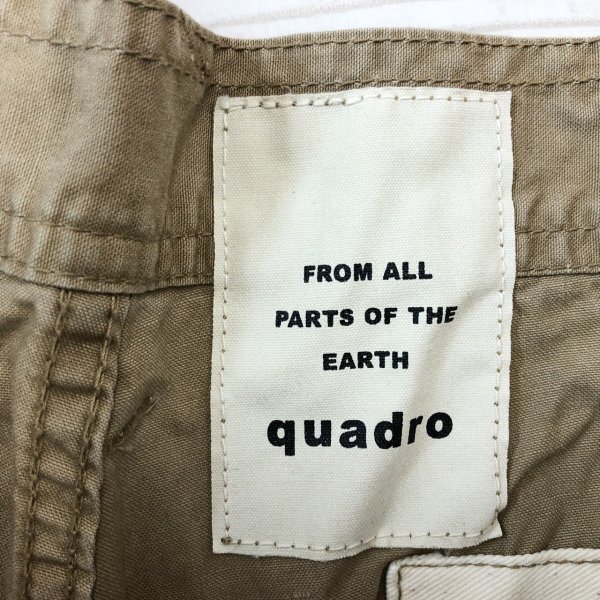 FROM ALL
PARTS OF THE
EARTH
quadro